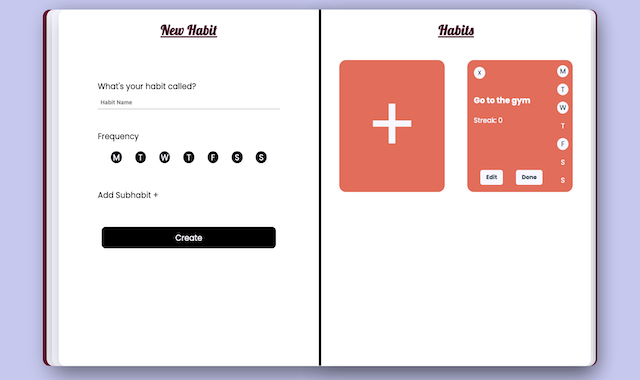 New Habit
What's your habit called?
Habit Name
Frequency
M T W T F S S
Add Subhabit +
Create
Habits
+
x
M
T
W
T
F
S
S
Go to the gym
Streak: 0
Edit Done